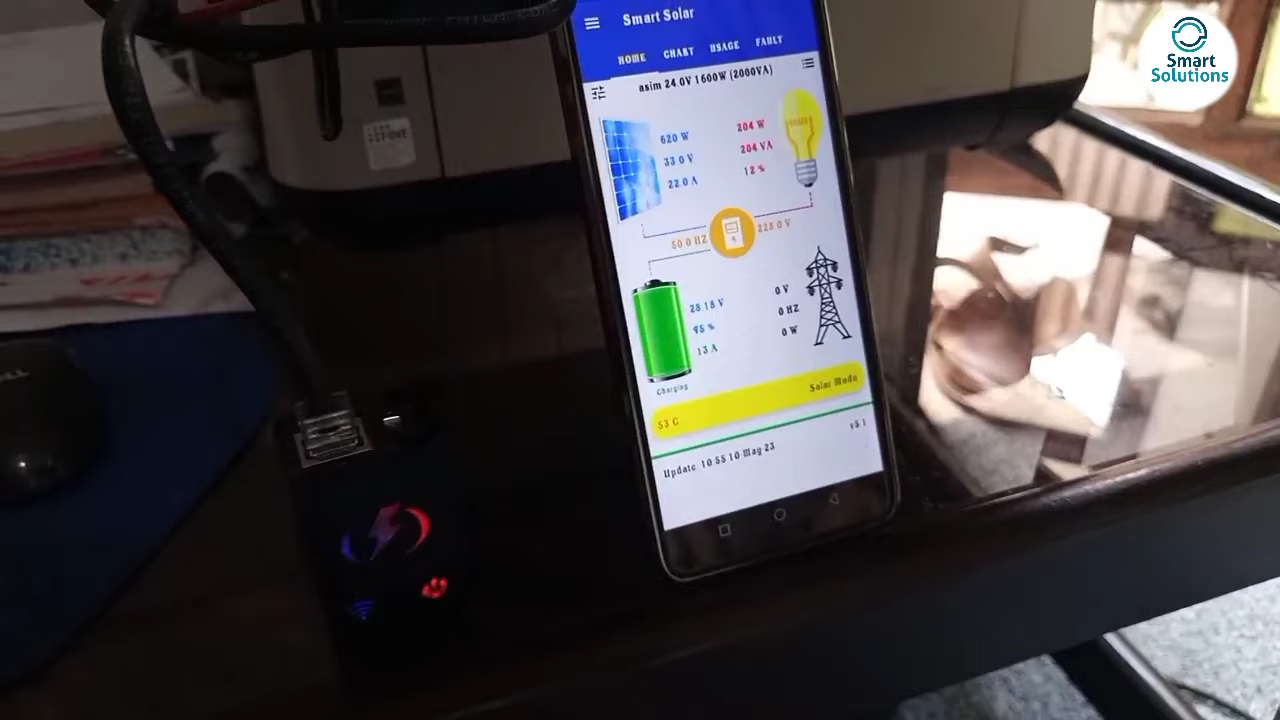 Smart Solar
HOME CHART USAGE FAULT
asim 24.0V 1600W (2000VA)
620 W
33.0 V
22.0 A
204 W
204 VA
12 %
50.0 HZ
228.0 V
28.18 V
95 %
13 A
Charging
0 V
0 HZ
0 W
Solar Mode
53 C
v5.1
Update: 10:55 10 May 23
Smart
Solutions